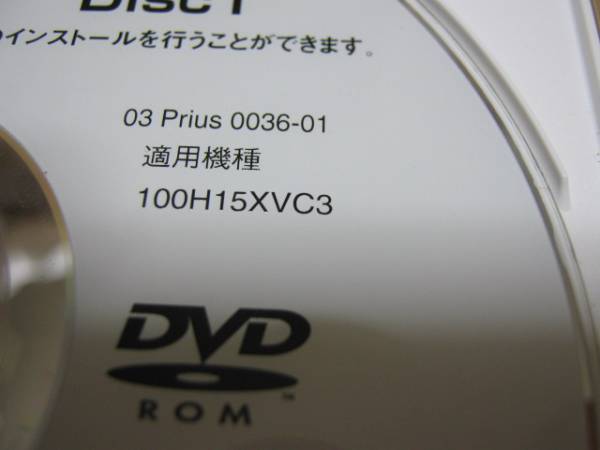 Disc 1
のインストールを行うことができます。
03 Prius 0036-01
適用機種
100H15XVC3
DVD
ROM
™